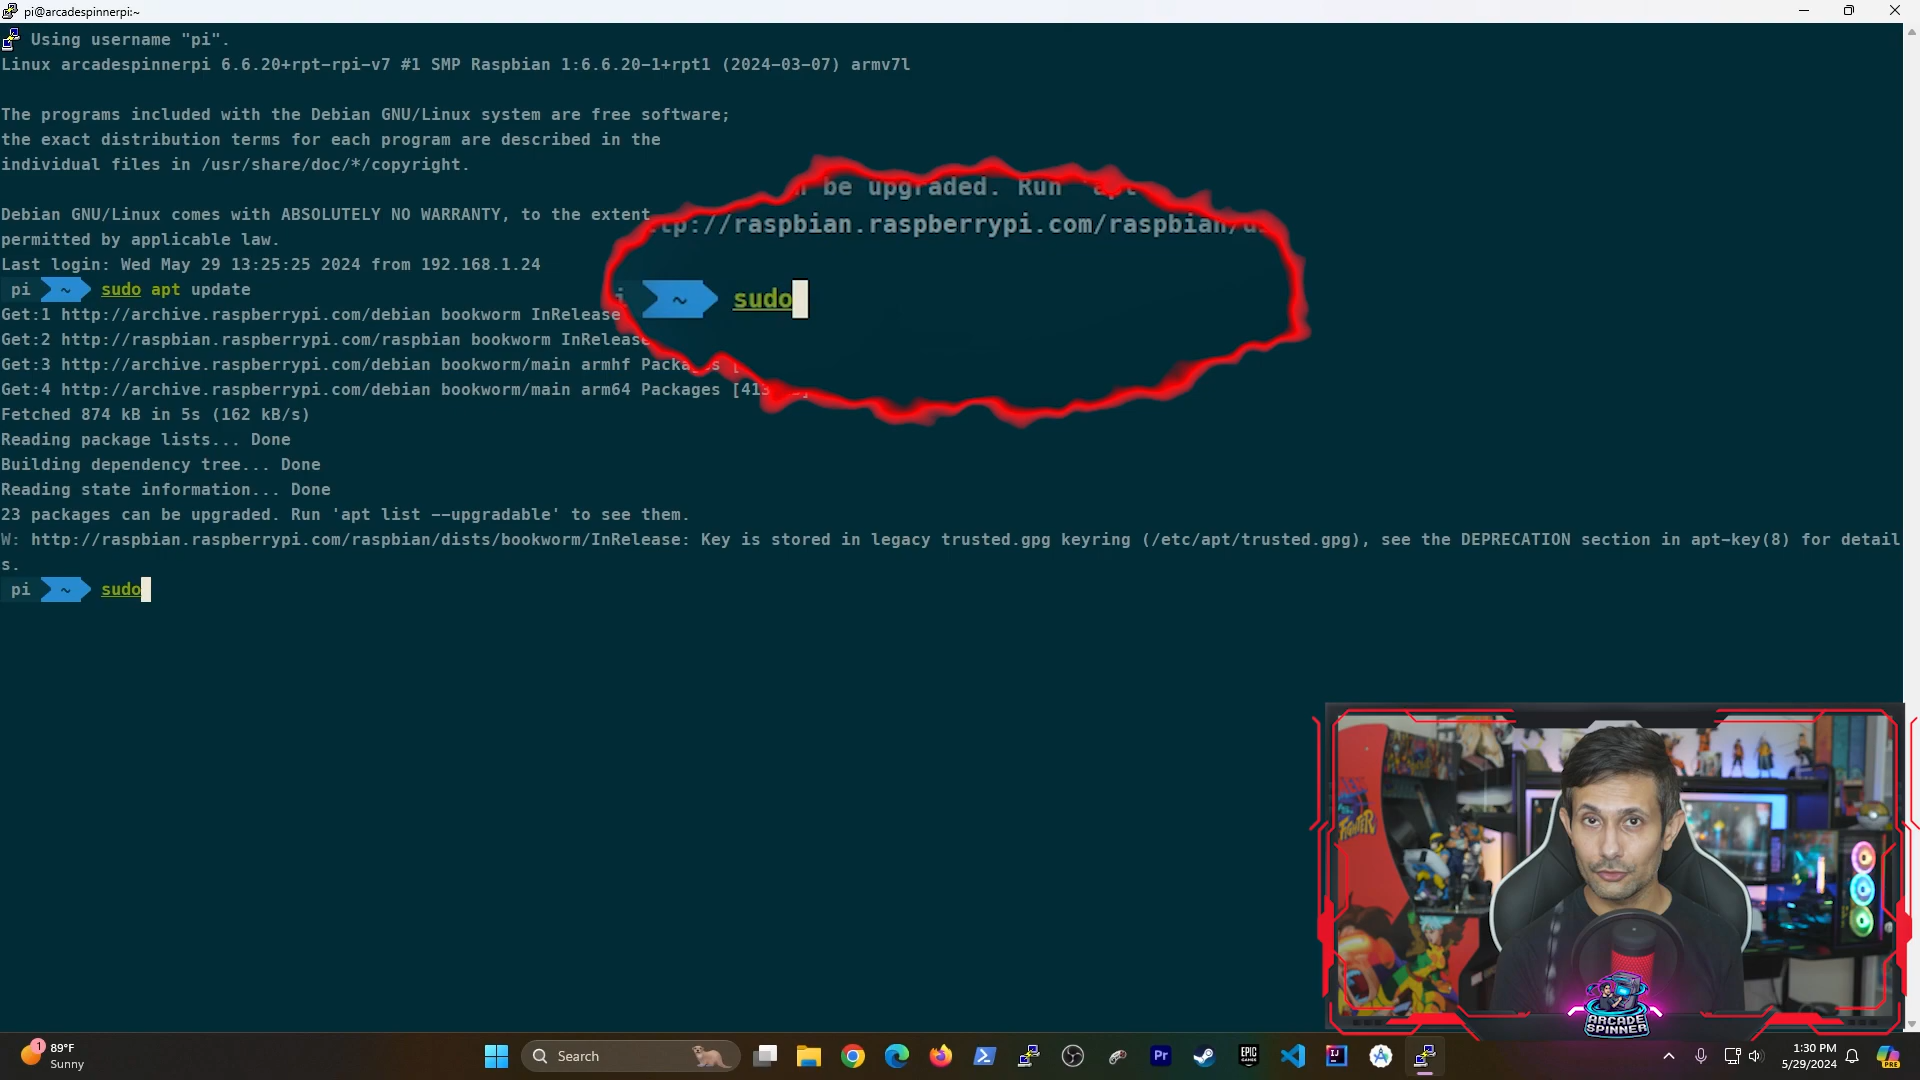 pi@arcadespinnerpi:~
Using username "pi".
Linux arcadespinnerpi 6.6.20+rpt-rpi-v7 #1 SMP Raspbian 1:6.6.20-1+rpt1 (2024-03-07) armv7l
The programs included with the Debian GNU/Linux system are free software;
the exact distribution terms for each program are described in the
individual files in /usr/share/doc/*/copyright.
Debian GNU/Linux comes with ABSOLUTELY NO WARRANTY, to the extent
permitted by applicable law.
Last login: Wed May 29 13:25:25 2024 from 192.168.1.24
pi ~ sudo apt update
Get:1 http://archive.raspberrypi.com/debian bookworm InRelease
Get:2 http://raspbian.raspberrypi.com/raspbian bookworm InRelease
Get:3 http://archive.raspberrypi.com/debian bookworm/main armhf Packages [
Get:4 http://archive.raspberrypi.com/debian bookworm/main arm64 Packages [413
Fetched 874 kB in 5s (162 kB/s)
Reading package lists... Done
Building dependency tree... Done
Reading state information... Done
23 packages can be upgraded. Run 'apt list --upgradable' to see them.
W: http://raspbian.raspberrypi.com/raspbian/dists/bookworm/InRelease: Key is stored in legacy trusted.gpg keyring (/etc/apt/trusted.gpg), see the DEPRECATION section in apt-key(8) for detail
s.
pi ~ sudo
be upgraded. Run 'apt
tp://raspbian.raspberrypi.com/raspbian/d
i ~ sudo
FIGHTER
ARCADE
SPINNER
1
89°F
Sunny
Search
Pr
EPIC
GAMES
IJ
1:30 PM
5/29/2024
PRE